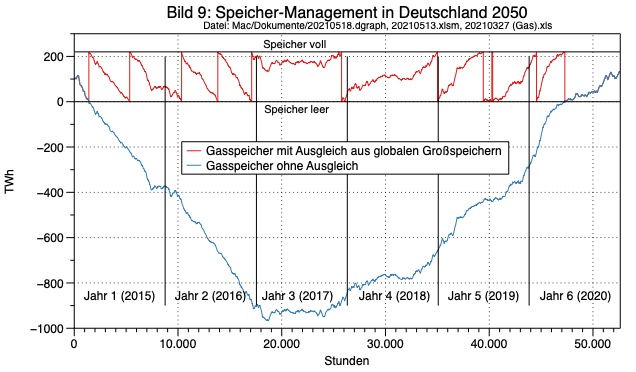 Bild 9: Speicher-Management in Deutschland 2050
Datei: Mac/Dokumente/20210518.dgraph, 20210513.xlsm, 20210327 (Gas).xls
Speicher voll
200
0
Speicher leer
Gasspeicher mit Ausgleich aus globalen Großspeichern
Gasspeicher ohne Ausgleich
−200
TWh
−400
−600
−800
Jahr 1 (2015) Jahr 2 (2016) Jahr 3 (2017) Jahr 4 (2018) Jahr 5 (2019) Jahr 6 (2020)
−1000
0 10.000 20.000 30.000 40.000 50.000
Stunden